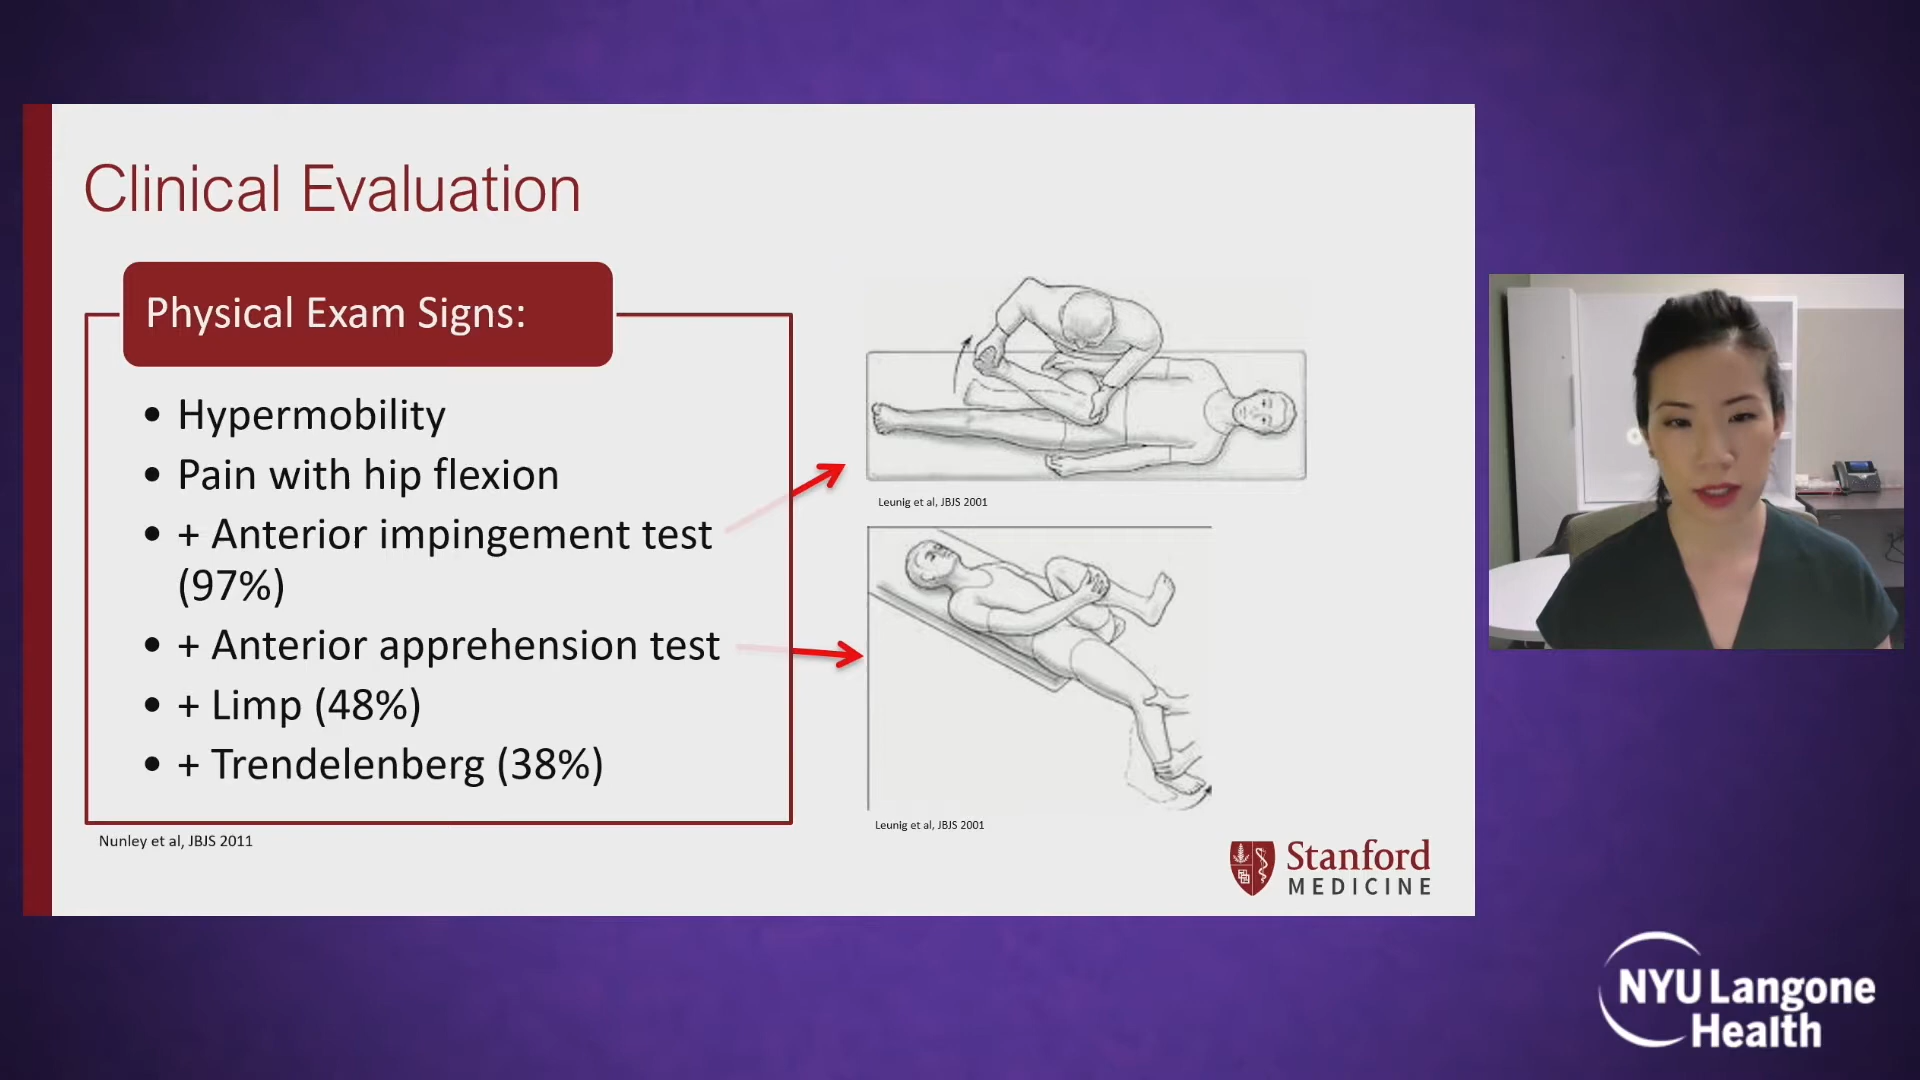 Clinical Evaluation
Physical Exam Signs:
• Hypermobility
• Pain with hip flexion
• + Anterior impingement test
(97%)
• + Anterior apprehension test
• + Limp (48%)
• + Trendelenberg (38%)
Nunley et al, JBJS 2011
Leunig et al, JBJS 2001
Leunig et al, JBJS 2001
Stanford
MEDICINE
NYU Langone
Health